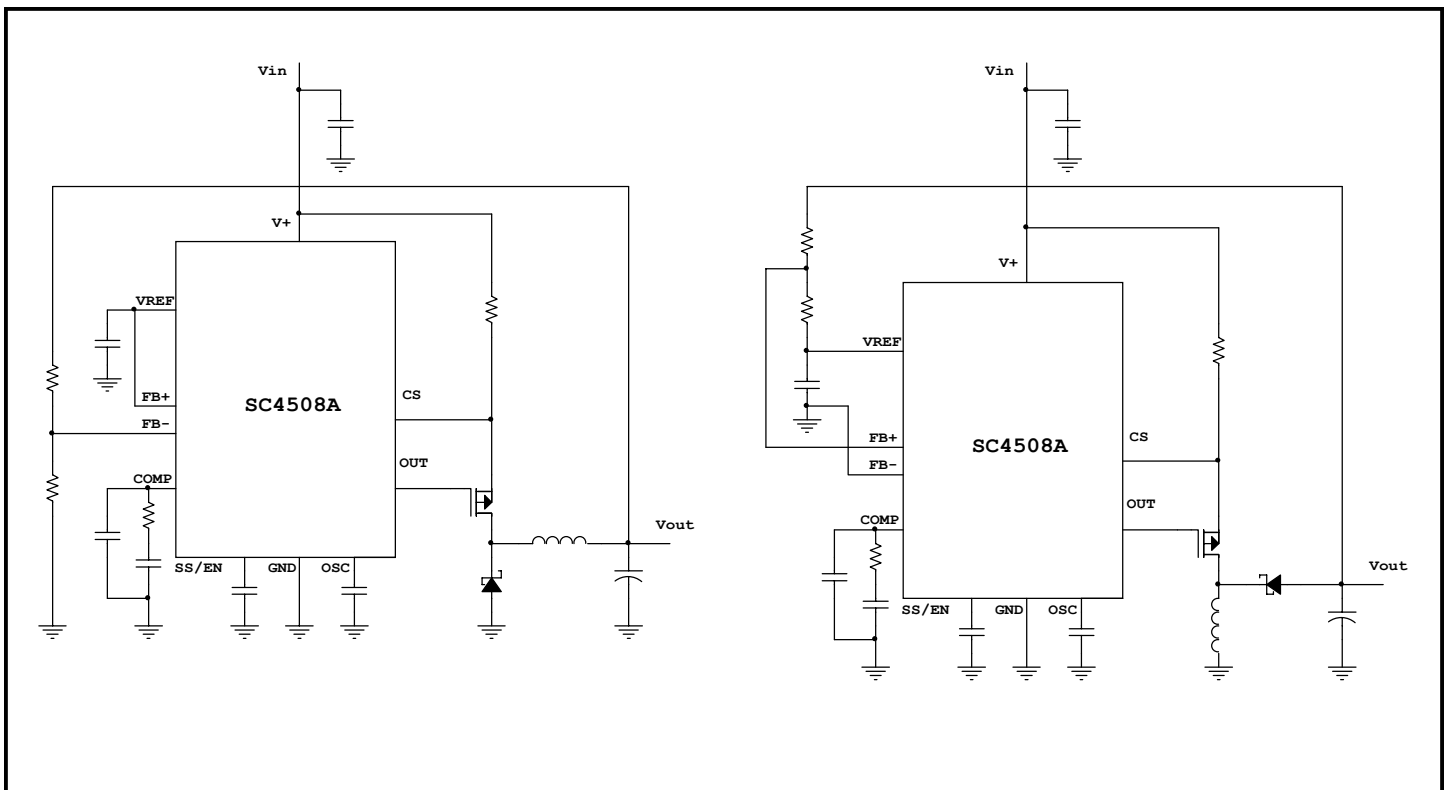 Vin
V+
VREF
FB+
FB-
COMP
SC4508A
CS
OUT
SS/EN GND OSC
Vout
Vin
V+
VREF
FB+
FB-
COMP
SC4508A
CS
OUT
SS/EN GND OSC
Vout